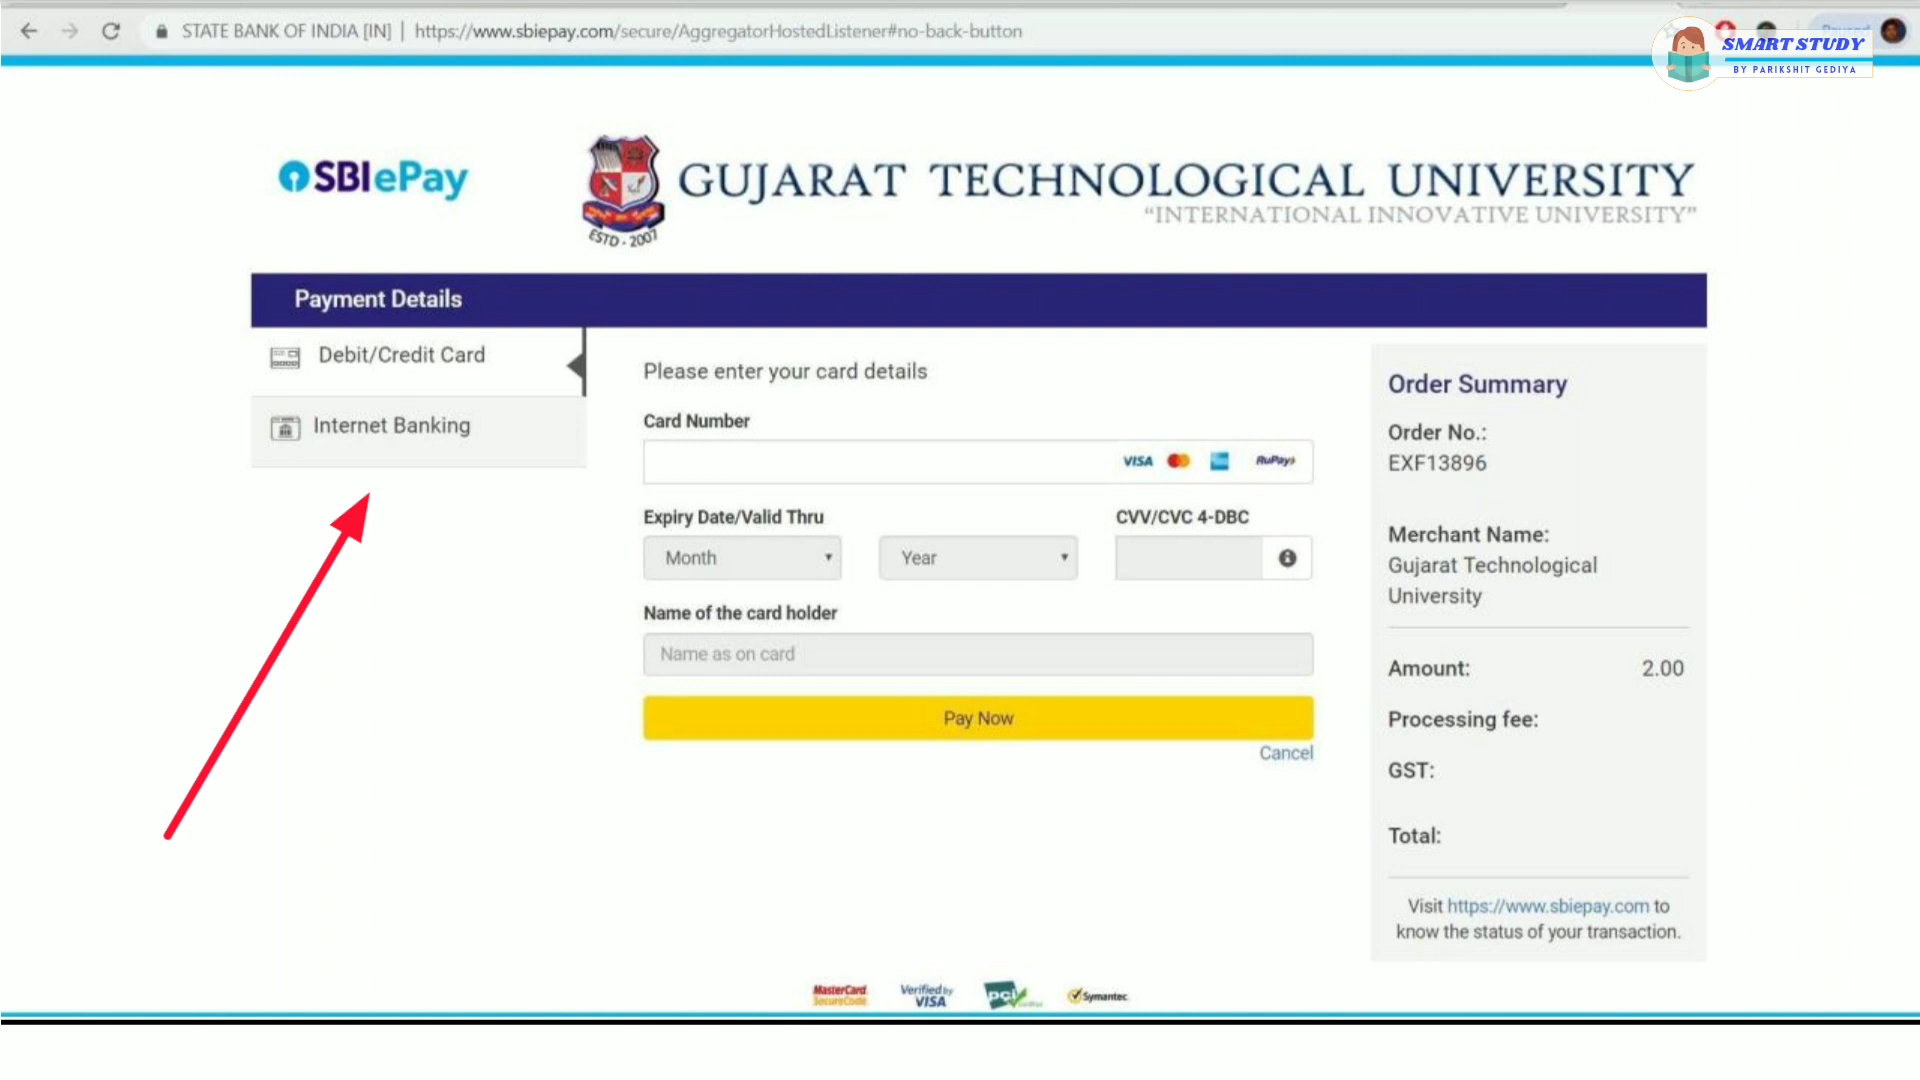 STATE BANK OF INDIA [IN] | https://www.sbiepay.com/secure/AggregatorHostedListener#no-back-button
SMART STUDY
BY PARIKSHIT GEDIYA
SBI ePay
GUJARAT TECHNOLOGICAL UNIVERSITY
"INTERNATIONAL INNOVATIVE UNIVERSITY"
ESTD - 2007
Payment Details
Debit/Credit Card
Internet Banking
Please enter your card details
Card Number
VISA RuPay
Expiry Date/Valid Thru
CVV/CVC 4-DBC
Month
Year
Name of the card holder
Name as on card
Pay Now
Cancel
Order Summary
Order No.:
EXF13896
Merchant Name:
Gujarat Technological
University
Amount: 2.00
Processing fee:
GST:
Total:
Visit https://www.sbiepay.com to
know the status of your transaction.
MasterCard
SecureCode
Verified by
VISA
pci
Symantec